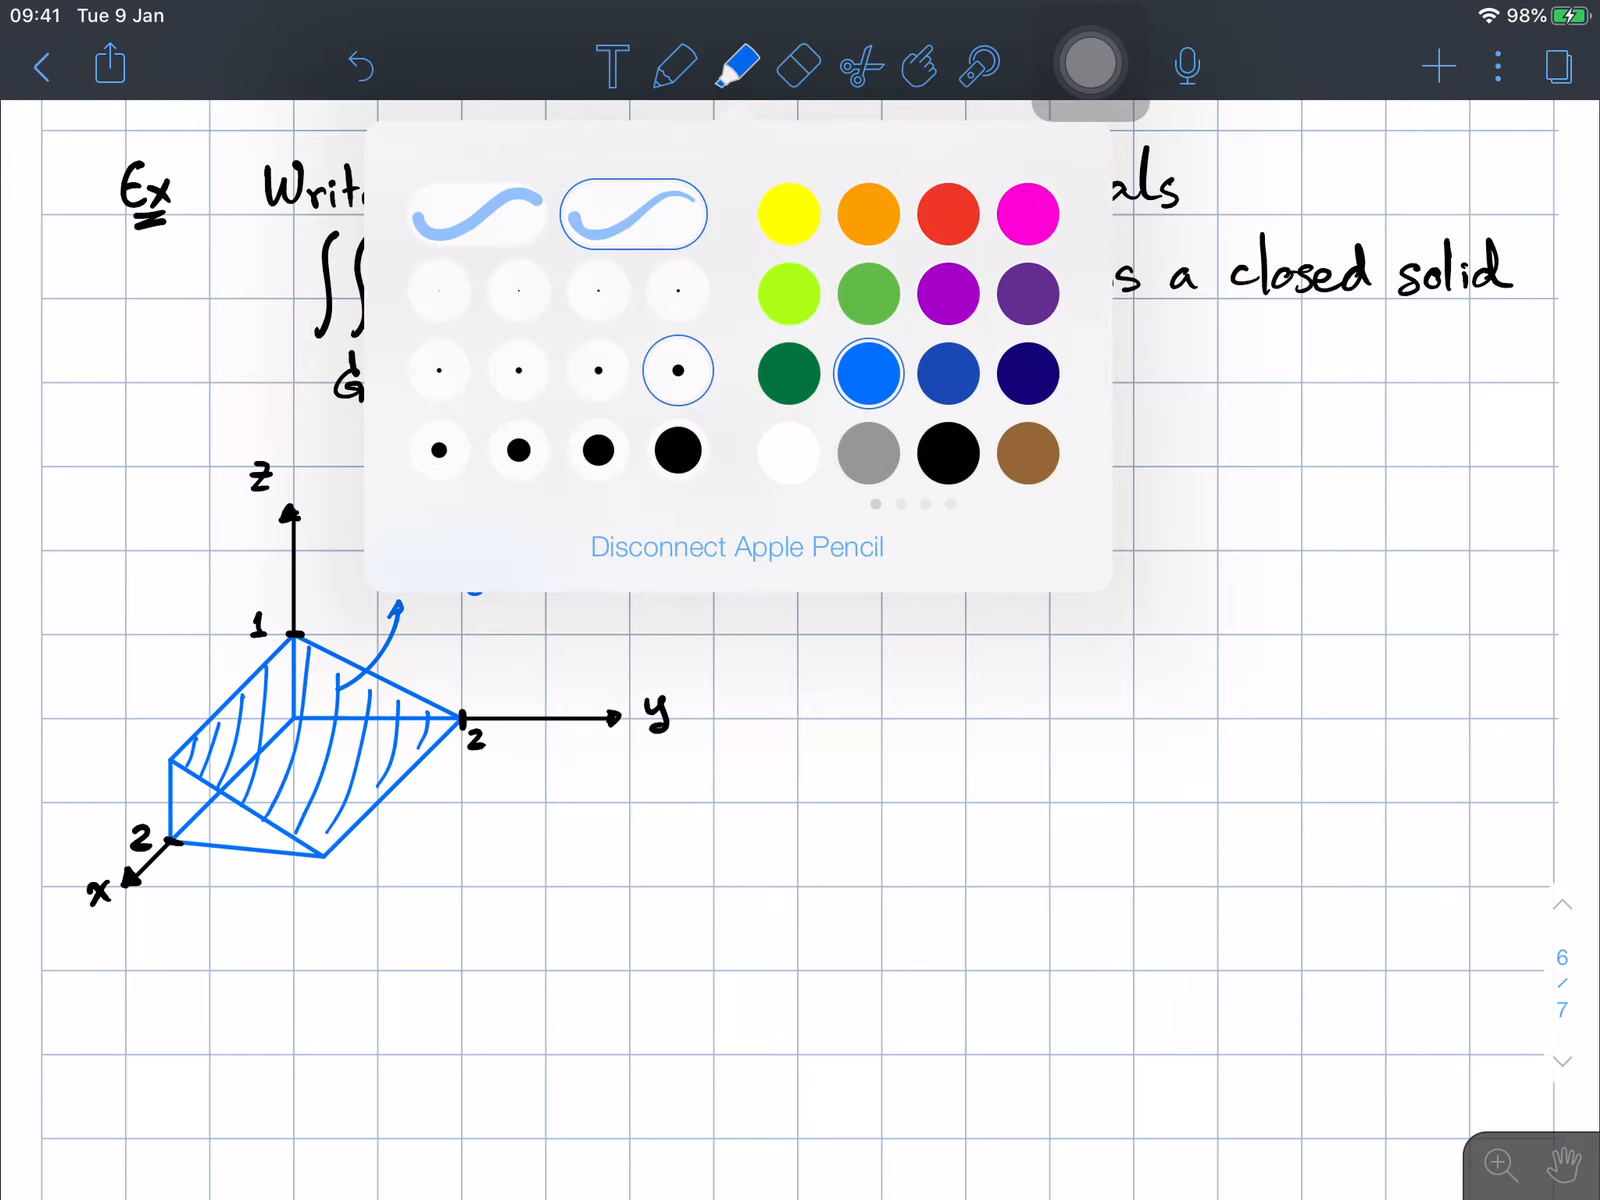 09:41 Tue 9 Jan
98%
T
Ex Writ als
∬ s a closed solid
G
Disconnect Apple Pencil
z
1
y
2
2
x
6
/
7